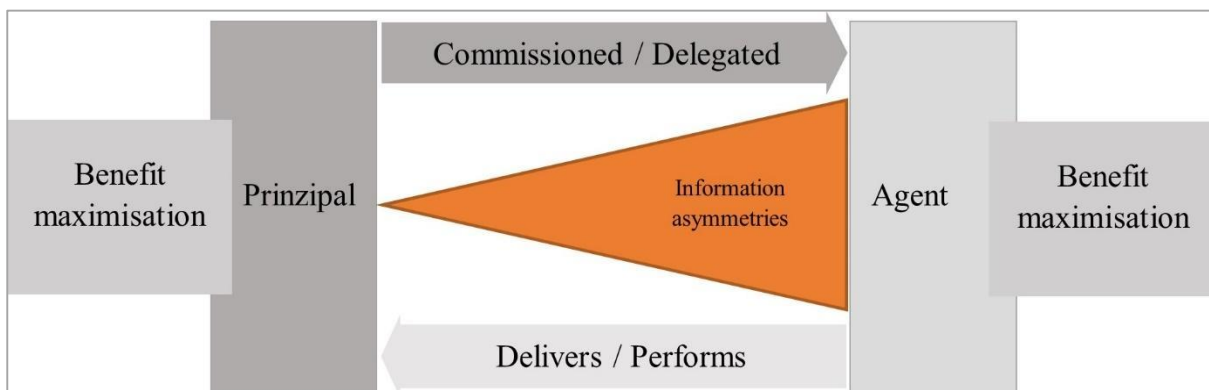 Commissioned / Delegated
Benefit
maximisation
Prinzipal
Information
asymmetries
Agent
Benefit
maximisation
Delivers / Performs